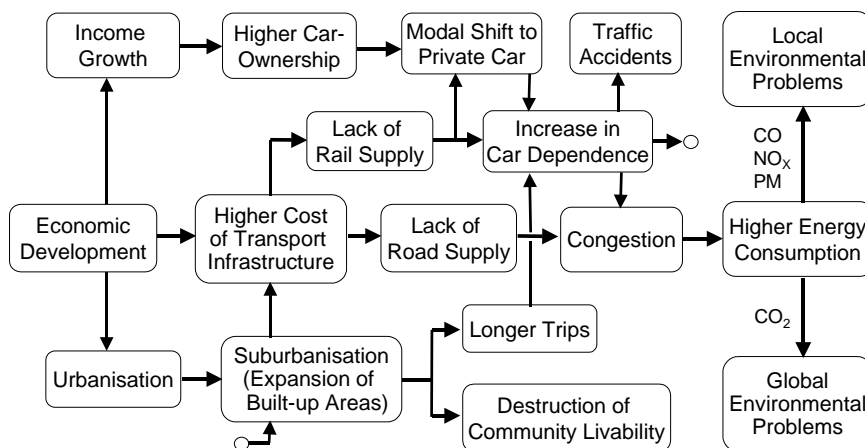 Income
Growth
Higher Car-
Ownership
Modal Shift to
Private Car
Traffic
Accidents
Local
Environmental
Problems
Lack of
Rail Supply
Increase in
Car Dependence
CO
NOX
PM
Economic
Development
Higher Cost
of Transport
Infrastructure
Lack of
Road Supply
Congestion
Higher Energy
Consumption
CO2
Urbanisation
Suburbanisation
(Expansion of
Built-up Areas)
Longer Trips
Destruction of
Community Livability
Global
Environmental
Problems